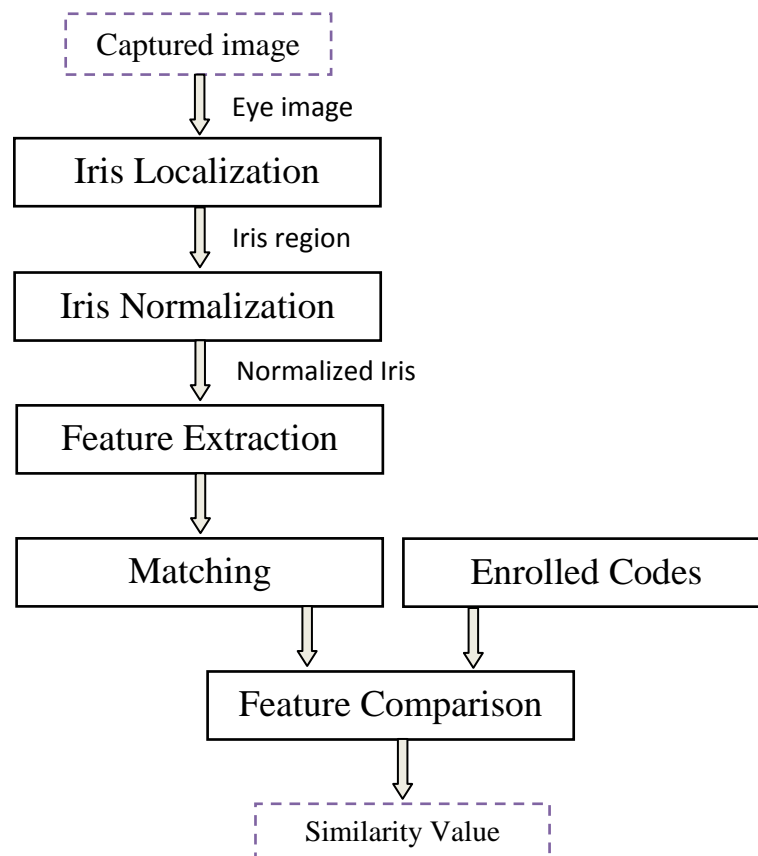 Captured image
Eye image
Iris Localization
Iris region
Iris Normalization
Normalized Iris
Feature Extraction
Matching
Enrolled Codes
Feature Comparison
Similarity Value